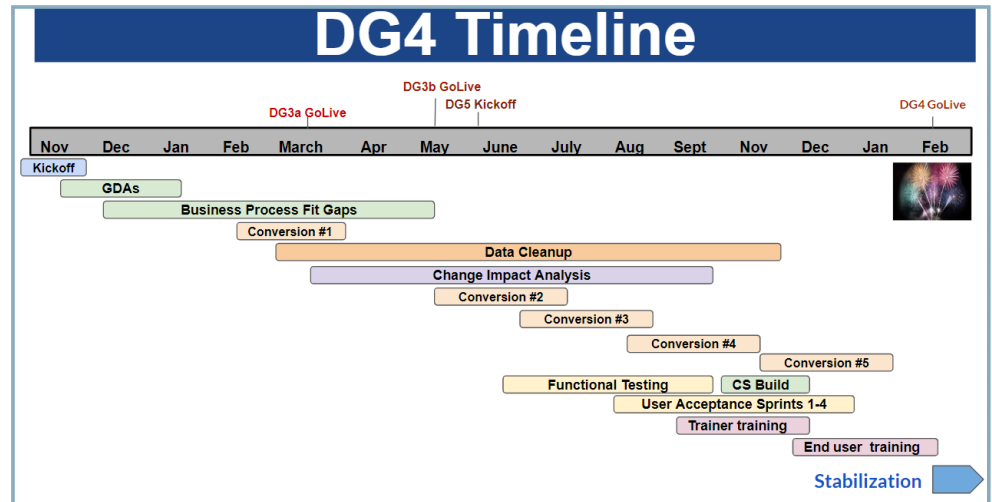 DG4 Timeline
DG3b GoLive
DG3a GoLive
DG5 Kickoff
DG4 GoLive
Nov Dec Jan Feb March Apr May June July Aug Sept Nov Dec Jan Feb
Kickoff
GDAs
Business Process Fit Gaps
Conversion #1
Data Cleanup
Change Impact Analysis
Conversion #2
Conversion #3
Conversion #4
Conversion #5
Functional Testing CS Build
User Acceptance Sprints 1-4
Trainer training
End user training
Stabilization